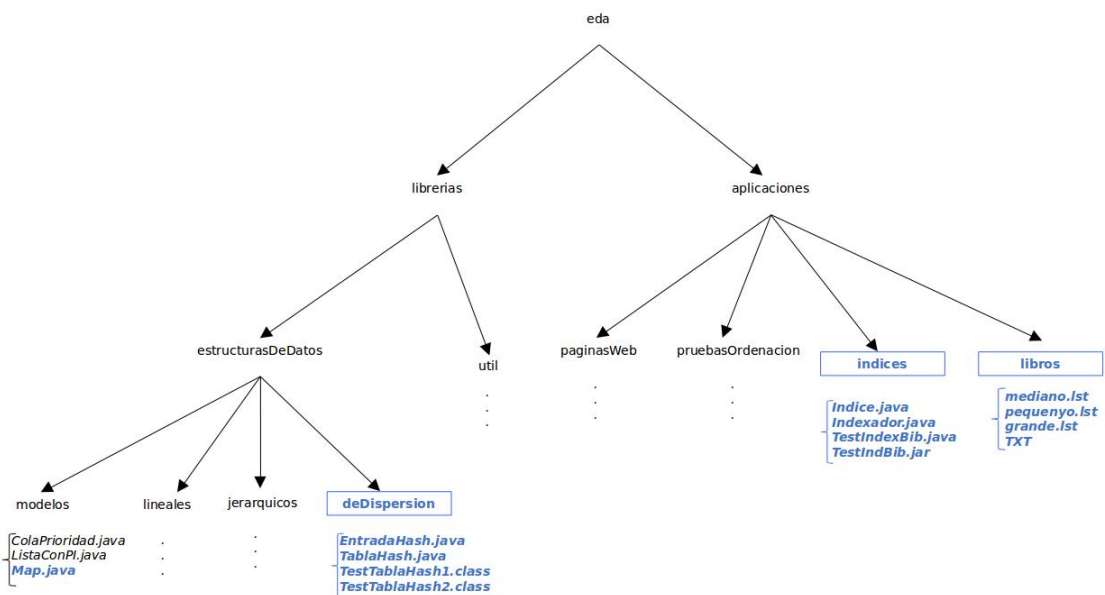 eda
librerias
aplicaciones
estructurasDeDatos
util
paginasWeb
pruebasOrdenacion
indices
libros
Indice.java
Indexador.java
TestIndexBib.java
TestIndBib.jar
mediano.lst
pequenyo.lst
grande.lst
TXT
modelos
lineales
jerarquicos
deDispersion
ColaPrioridad.java
ListaConPI.java
Map.java
EntradaHash.java
TablaHash.java
TestTablaHash1.class
TestTablaHash2.class